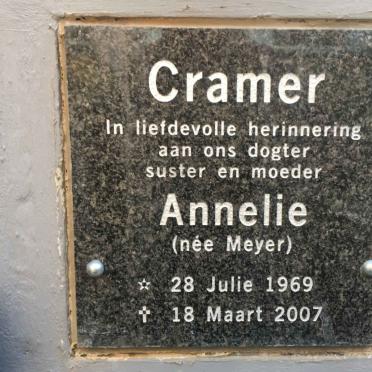 Cramer
In liefdevolle herinnering
aan ons dogter
suster en moeder
Annelie
(née Meyer)
☆ 28 Julie 1969
✝ 18 Maart 2007